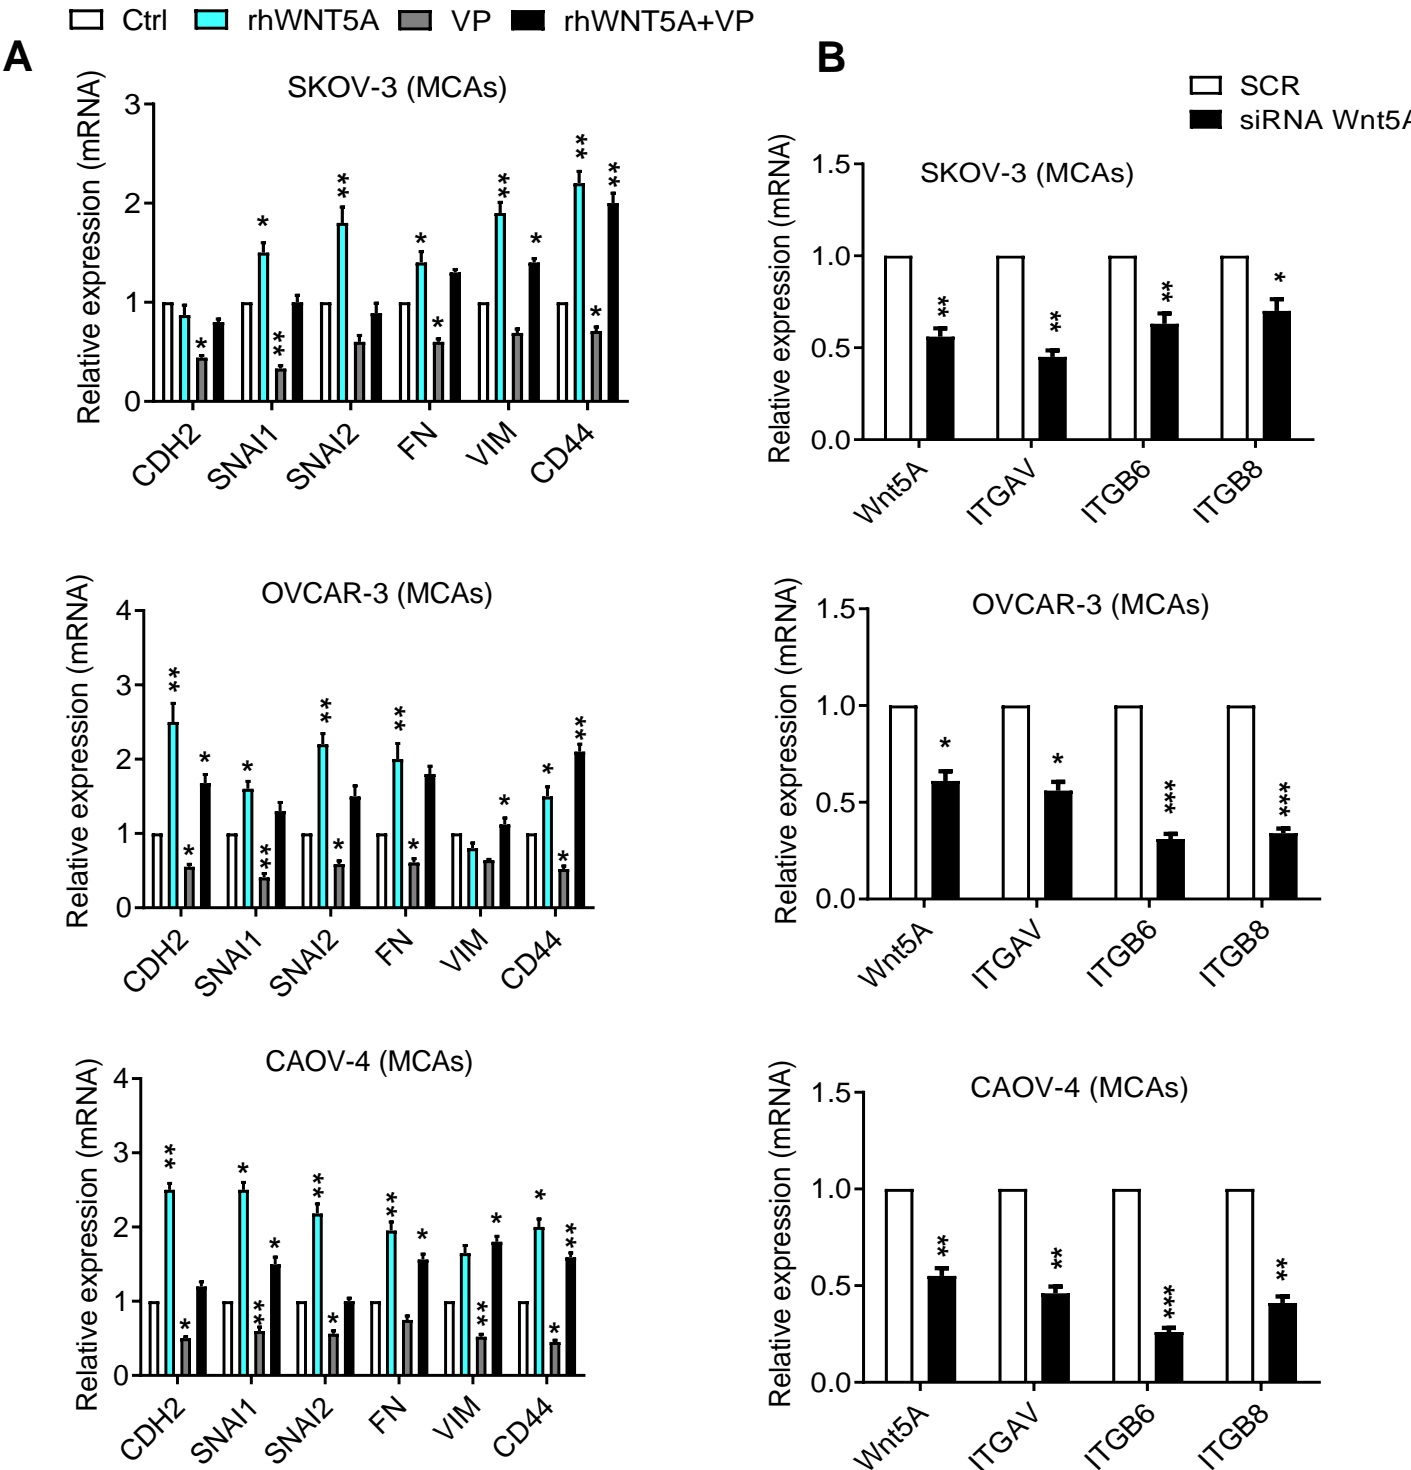 Ctrl rhWNT5A VP rhWNT5A+VP
A
SKOV-3 (MCAs)
Relative expression (mRNA)
3
2
1
0
* ** * ** ** * * ** * ** * **
CDH2 SNAI1 SNAI2 FN VIM CD44
OVCAR-3 (MCAs)
Relative expression (mRNA)
4
3
2
1
0
** * * * ** ** * ** * * * * **
CDH2 SNAI1 SNAI2 FN VIM CD44
CAOV-4 (MCAs)
Relative expression (mRNA)
4
3
2
1
0
** * * ** * ** * ** * ** * * * **
CDH2 SNAI1 SNAI2 FN VIM CD44
B
SCR
siRNA Wnt5A
SKOV-3 (MCAs)
Relative expression (mRNA)
1.5
1.0
0.5
0.0
** ** ** *
Wnt5A ITGAV ITGB6 ITGB8
OVCAR-3 (MCAs)
Relative expression (mRNA)
1.5
1.0
0.5
0.0
* * *** ***
Wnt5A ITGAV ITGB6 ITGB8
CAOV-4 (MCAs)
Relative expression (mRNA)
1.5
1.0
0.5
0.0
** ** *** **
Wnt5A ITGAV ITGB6 ITGB8